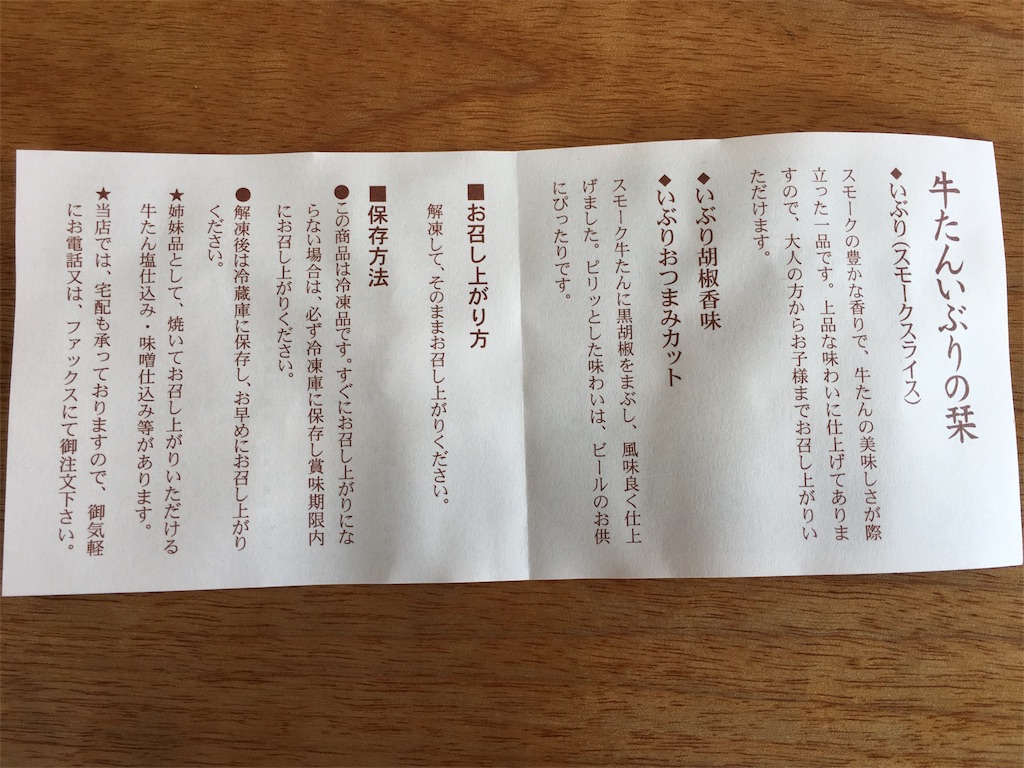 牛たんいぶりの栞
◆いぶり（スモークスライス）
スモークの豊かな香りで、牛たんの美味しさが際
立った一品です。上品な味わいに仕上げてありま
すので、大人の方からお子様までお召し上がりい
ただけます。
◆いぶり胡椒香味
◆いぶりおつまみカット
スモーク牛たんに黒胡椒をまぶし、風味良く仕上
げました。ピリッとした味わいは、ビールのお供
にぴったりです。
■お召し上がり方
解凍して、そのままお召し上がりください。
■保存方法
●この商品は冷凍品です。すぐにお召し上がりにな
らない場合は、必ず冷凍庫に保存し賞味期限内
にお召し上がりください。
●解凍後は冷蔵庫に保存し、お早めにお召し上がり
ください。
★姉妹品として、焼いてお召し上がりいただける
牛たん塩仕込み・味噌仕込み等があります。
★当店では、宅配も承っておりますので、御気軽
にお電話又は、ファックスにて御注文下さい。